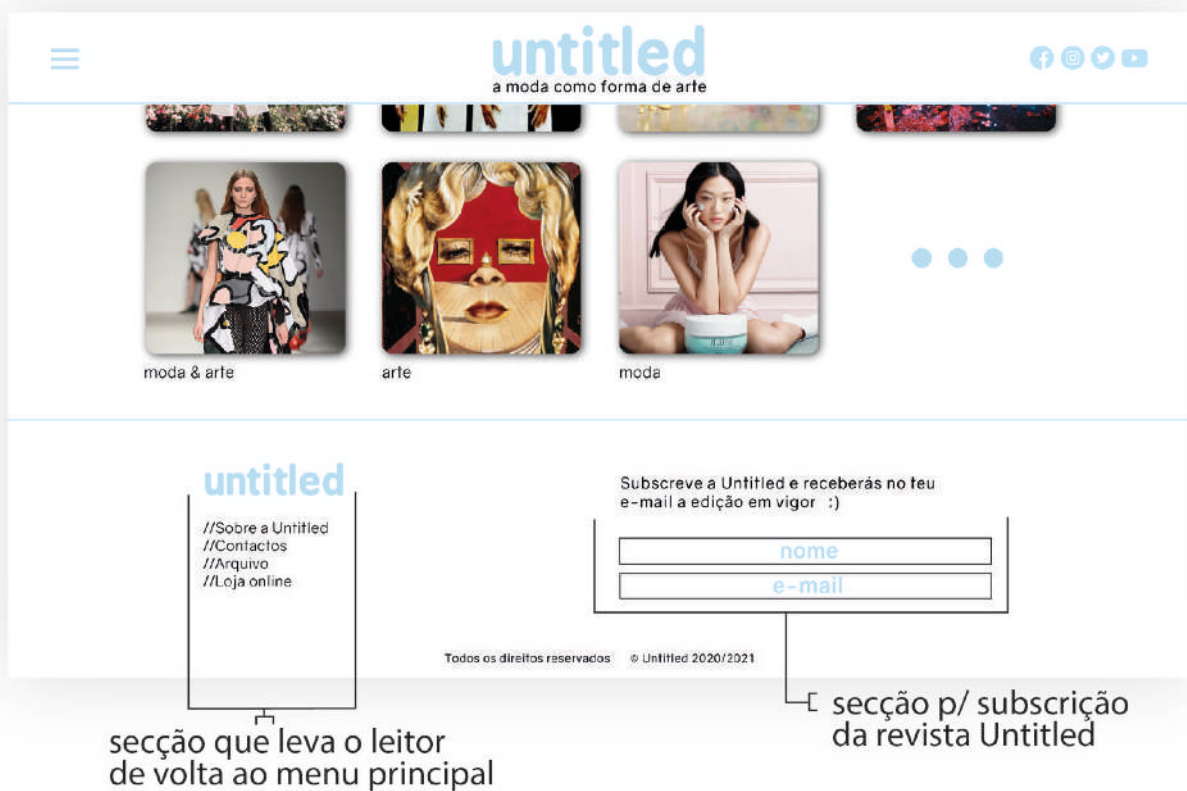 untitled
a moda como forma de arte
moda & arte
arte
moda
untitled
//Sobre a Untitled
//Contactos
//Arquivo
//Loja online
Subscreve a Untitled e receberás no teu
e-mail a edição em vigor :)
nome
e-mail
Todos os direitos reservados © Untitled 2020/2021
secção que leva o leitor
de volta ao menu principal
secção p/ subscrição
da revista Untitled